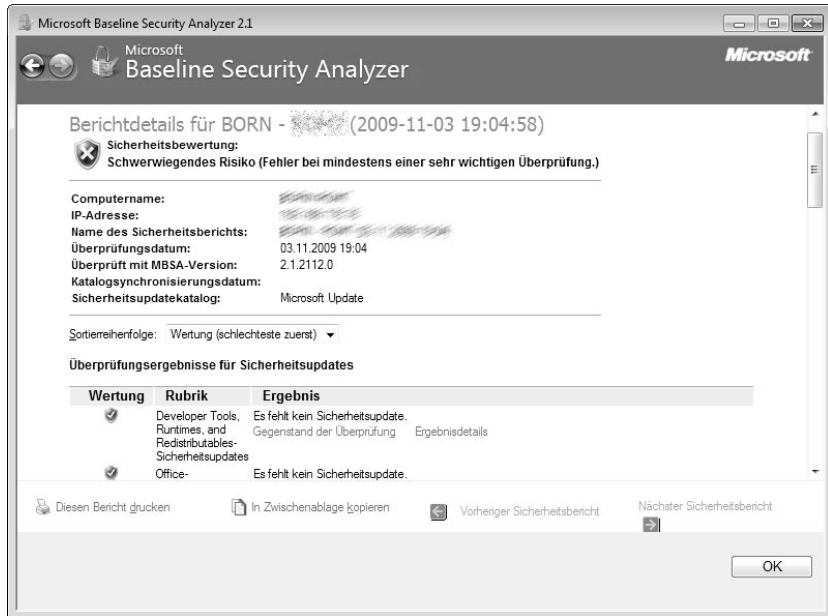 Microsoft Baseline Security Analyzer 2.1
Microsoft
Baseline Security Analyzer
Microsoft
Berichtdetails für BORN - (2009-11-03 19:04:58)
Sicherheitsbewertung:
Schwerwiegendes Risiko (Fehler bei mindestens einer sehr wichtigen Überprüfung.)
Computername:
IP-Adresse:
Name des Sicherheitsberichts:
Überprüfungsdatum: 03.11.2009 19:04
Überprüft mit MBSA-Version: 2.1.2112.0
Katalogsynchronisierungsdatum:
Sicherheitsupdatekatalog: Microsoft Update
Sortierreihenfolge: Wertung (schlechteste zuerst)
Überprüfungsergebnisse für Sicherheitsupdates
Wertung Rubrik Ergebnis
Developer Tools, Es fehlt kein Sicherheitsupdate.
Runtimes, and Gegenstand der Überprüfung Ergebnisdetails
Redistributables-
Sicherheitsupdates
Office- Es fehlt kein Sicherheitsupdate.
Diesen Bericht drucken In Zwischenablage kopieren Vorheriger Sicherheitsbericht Nächster Sicherheitsbericht
OK